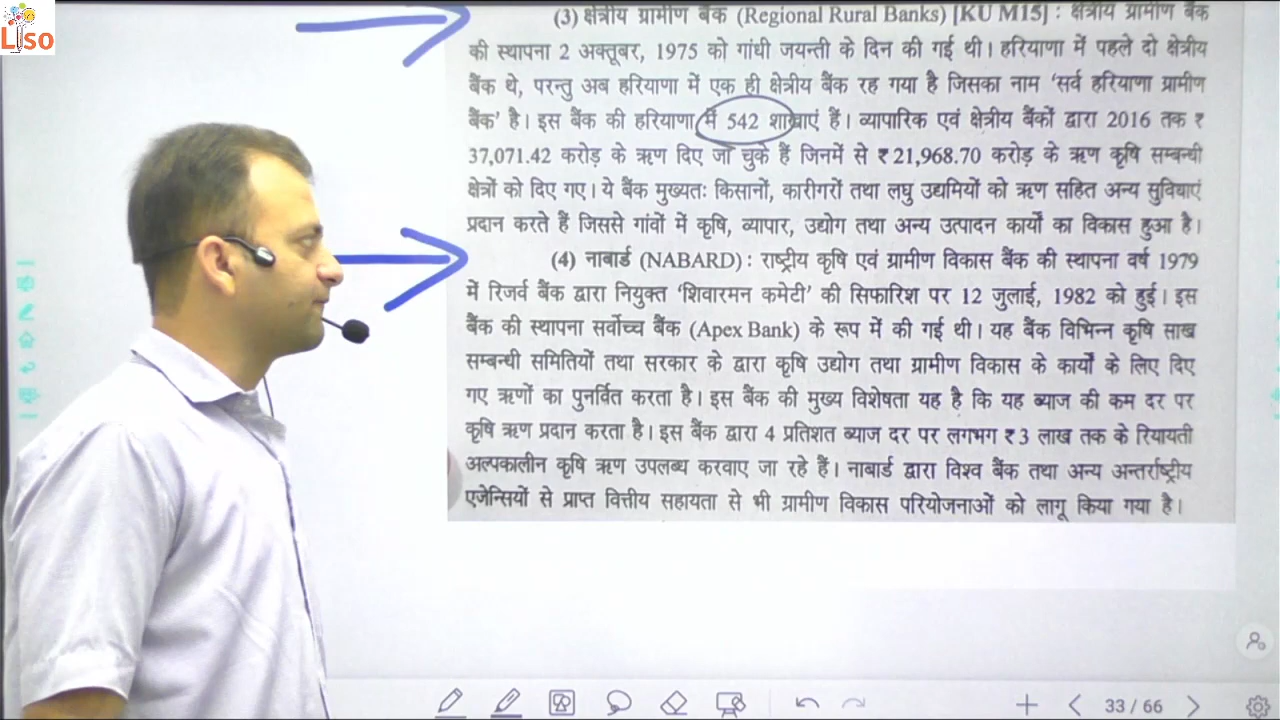 Liso
(3) क्षेत्रीय ग्रामीण बैंक (Regional Rural Banks) [KU M15] : क्षेत्रीय ग्रामीण बैंक
की स्थापना 2 अक्तूबर, 1975 को गांधी जयन्ती के दिन की गई थी। हरियाणा में पहले दो क्षेत्रीय
बैंक थे, परन्तु अब हरियाणा में एक ही क्षेत्रीय बैंक रह गया है जिसका नाम ‘सर्व हरियाणा ग्रामीण
बैंक’ है। इस बैंक की हरियाणा में 542 शाखाएं हैं। व्यापारिक एवं क्षेत्रीय बैंकों द्वारा 2016 तक ₹
37,071.42 करोड़ के ऋण दिए जा चुके हैं जिनमें से ₹ 21,968.70 करोड़ के ऋण कृषि सम्बन्धी
क्षेत्रों को दिए गए। ये बैंक मुख्यतः किसानों, कारीगरों तथा लघु उद्यमियों को ऋण सहित अन्य सुविधाएं
प्रदान करते हैं जिससे गांवों में कृषि, व्यापार, उद्योग तथा अन्य उत्पादन कार्यों का विकास हुआ है।
(4) नाबार्ड (NABARD) : राष्ट्रीय कृषि एवं ग्रामीण विकास बैंक की स्थापना वर्ष 1979
में रिजर्व बैंक द्वारा नियुक्त ‘शिवारमन कमेटी’ की सिफारिश पर 12 जुलाई, 1982 को हुई। इस
बैंक की स्थापना सर्वोच्च बैंक (Apex Bank) के रूप में की गई थी। यह बैंक विभिन्न कृषि साख
सम्बन्धी समितियों तथा सरकार के द्वारा कृषि उद्योग तथा ग्रामीण विकास के कार्यों के लिए दिए
गए ऋणों का पुनर्वित करता है। इस बैंक की मुख्य विशेषता यह है कि यह ब्याज की कम दर पर
कृषि ऋण प्रदान करता है। इस बैंक द्वारा 4 प्रतिशत ब्याज दर पर लगभग ₹ 3 लाख तक के रियायती
अल्पकालीन कृषि ऋण उपलब्ध करवाए जा रहे हैं। नाबार्ड द्वारा विश्व बैंक तथा अन्य अन्तर्राष्ट्रीय
एजेन्सियों से प्राप्त वित्तीय सहायता से भी ग्रामीण विकास परियोजनाओं को लागू किया गया है।
33 / 66